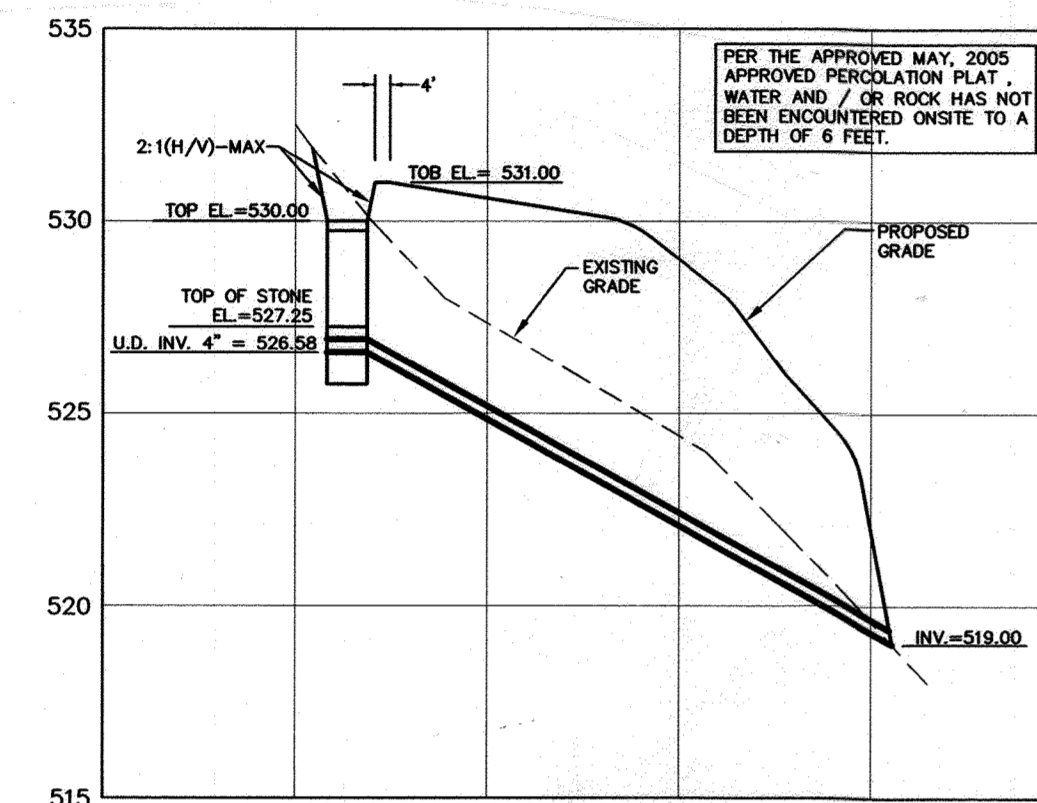 535
PER THE APPROVED MAY, 2005
APPROVED PERCOLATION PLAT ,
WATER AND / OR ROCK HAS NOT
BEEN ENCOUNTERED ONSITE TO A
DEPTH OF 6 FEET.
4'
2:1(H/V)-MAX
TOB EL.= 531.00
TOP EL.=530.00
530
PROPOSED
GRADE
EXISTING
GRADE
TOP OF STONE
EL.=527.25
U.D. INV. 4" = 526.58
525
520
INV.=519.00
515